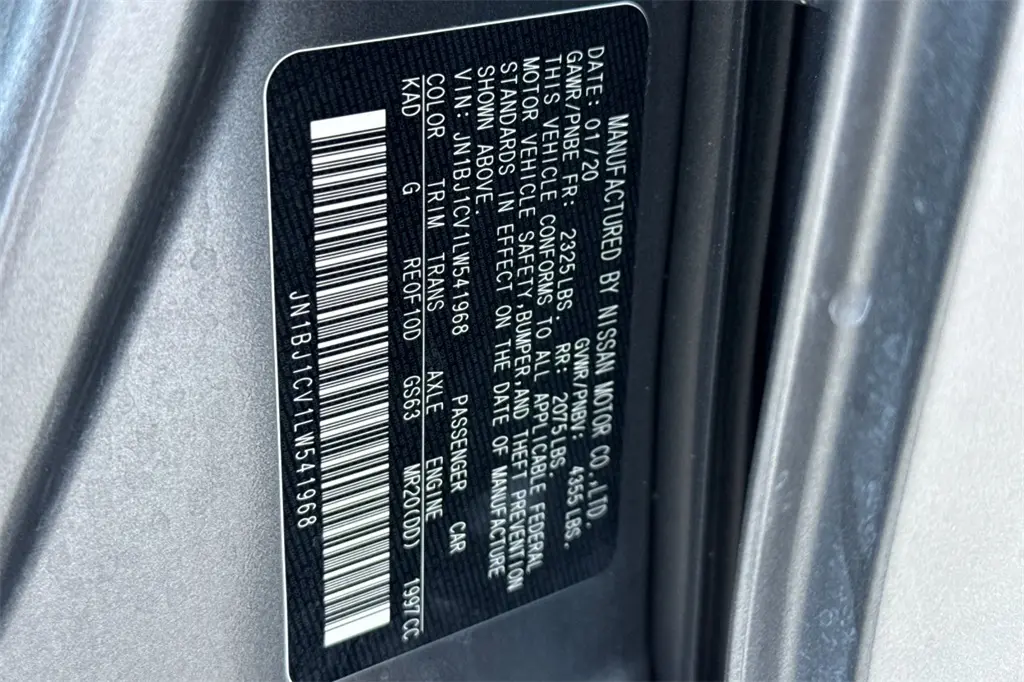 MANUFACTURED BY NISSAN MOTOR CO.,LTD.
DATE: 01/20 GVWR/PNBV: 4355LBS.
GAWR/PNBE FR: 2325LBS. RR: 2075LBS.
THIS VEHICLE CONFORMS TO ALL APPLICABLE FEDERAL
MOTOR VEHICLE SAFETY,BUMPER,AND THEFT PREVENTION
STANDARDS IN EFFECT ON THE DATE OF MANUFACTURE
SHOWN ABOVE.
VIN: JN1BJ1CV1LW541968 PASSENGER CAR
COLOR TRIM TRANS AXLE ENGINE
KAD G RE0F10D GS63 MR20(DD) 1997CC
JN1BJ1CV1LW541968